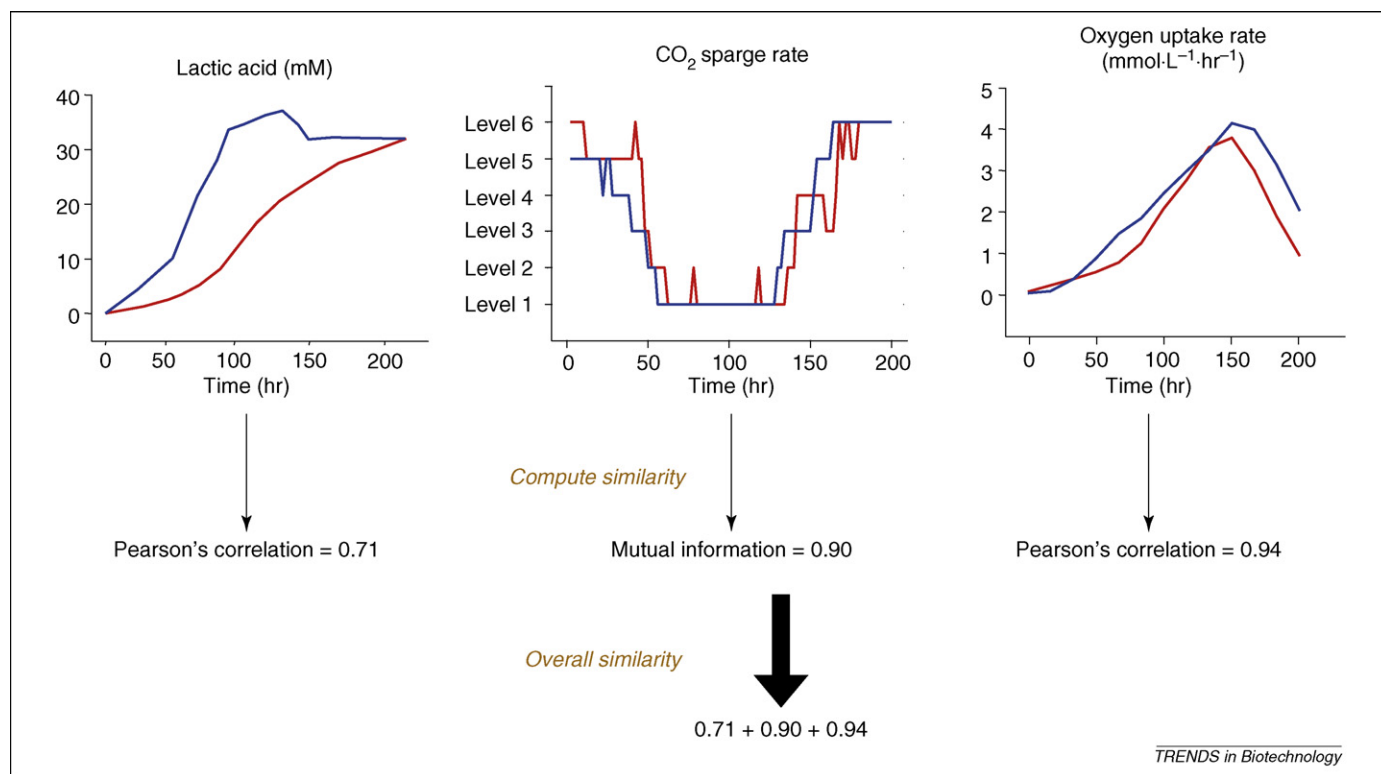 Lactic acid (mM)
40
30
20
10
0
0 50 100 150 200
Time (hr)
CO₂ sparge rate
Level 6
Level 5
Level 4
Level 3
Level 2
Level 1
0 50 100 150 200
Time (hr)
Oxygen uptake rate
(mmol·L⁻¹·hr⁻¹)
5
4
3
2
1
0
0 50 100 150 200
Time (hr)
Compute similarity
Pearson’s correlation = 0.71
Mutual information = 0.90
Pearson’s correlation = 0.94
Overall similarity
0.71 + 0.90 + 0.94
TRENDS in Biotechnology